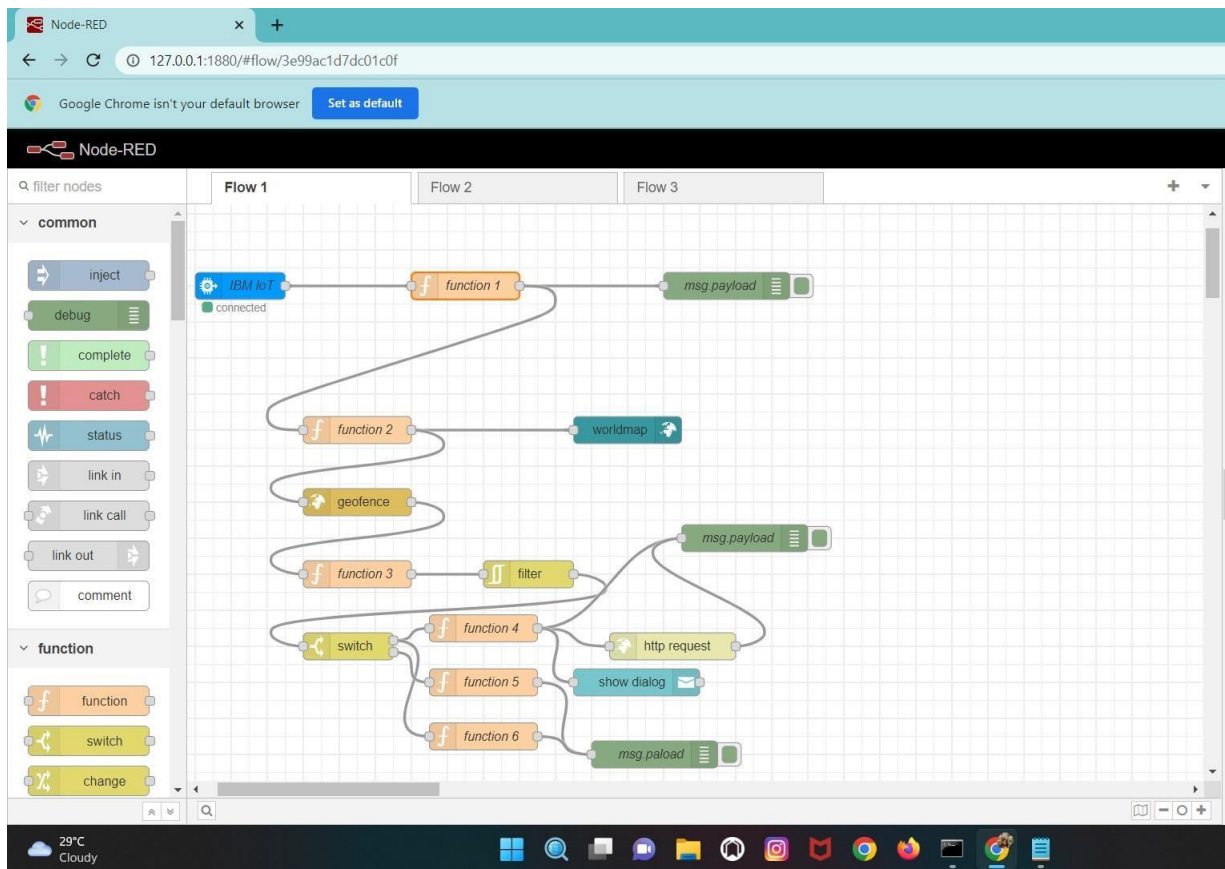 Node-RED
127.0.0.1:1880/#flow/3e99ac1d7dc01c0f
Google Chrome isn't your default browser Set as default
Node-RED
filter nodes
Flow 1 Flow 2 Flow 3
common
inject
debug
complete
catch
status
link in
link call
link out
comment
function
function
switch
change
IBM IoT
connected
function 1
msg.payload
function 2
worldmap
geofence
msg.payload
function 3
filter
function 4
switch
http request
function 5
show dialog
function 6
msg.paload
29°C
Cloudy